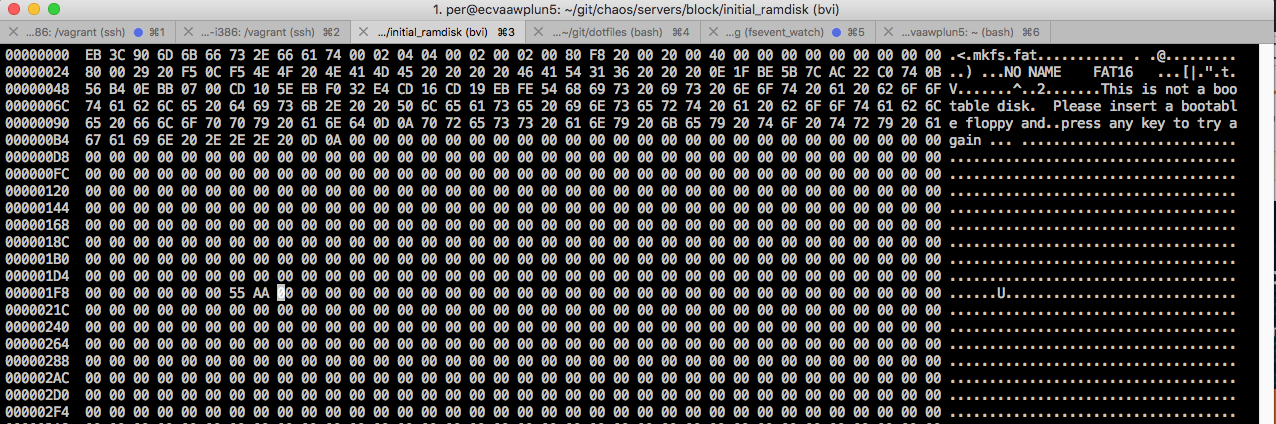 1. per@ecvaawplun5: ~/git/chaos/servers/block/initial_ramdisk (bvi)
× ...86: /vagrant (ssh) ⌘1 × ...-i386: /vagrant (ssh) ⌘2 × .../initial_ramdisk (bvi) ⌘3 × ...~/git/dotfiles (bash) ⌘4 × ...g (fsevent_watch) ⌘5 × ...vaawplun5: ~ (bash) ⌘6
00000000 EB 3C 90 6D 6B 66 73 2E 66 61 74 00 02 04 04 00 02 00 02 00 80 F8 20 00 20 00 40 00 00 00 00 00 00 00 00 00 .<.mkfs.fat........... . .@.........
00000024 80 00 29 20 F5 0C F5 4E 4F 20 4E 41 4D 45 20 20 20 20 46 41 54 31 36 20 20 20 0E 1F BE 5B 7C AC 22 C0 74 0B ..) ...NO NAME    FAT16   ...[|.".t.
00000048 56 B4 0E BB 07 00 CD 10 5E EB F0 32 E4 CD 16 CD 19 EB FE 54 68 69 73 20 69 73 20 6E 6F 74 20 61 20 62 6F 6F V.......^..2.......This is not a boo
0000006C 74 61 62 6C 65 20 64 69 73 6B 2E 20 20 50 6C 65 61 73 65 20 69 6E 73 65 72 74 20 61 20 62 6F 6F 74 61 62 6C table disk.  Please insert a bootabl
00000090 65 20 66 6C 6F 70 70 79 20 61 6E 64 0D 0A 70 72 65 73 73 20 61 6E 79 20 6B 65 79 20 74 6F 20 74 72 79 20 61 e floppy and..press any key to try a
000000B4 67 61 69 6E 20 2E 2E 2E 20 0D 0A 00 00 00 00 00 00 00 00 00 00 00 00 00 00 00 00 00 00 00 00 00 00 00 00 00 gain ... ...........................
000000D8 00 00 00 00 00 00 00 00 00 00 00 00 00 00 00 00 00 00 00 00 00 00 00 00 00 00 00 00 00 00 00 00 00 00 00 00 ....................................
000000FC 00 00 00 00 00 00 00 00 00 00 00 00 00 00 00 00 00 00 00 00 00 00 00 00 00 00 00 00 00 00 00 00 00 00 00 00 ....................................
00000120 00 00 00 00 00 00 00 00 00 00 00 00 00 00 00 00 00 00 00 00 00 00 00 00 00 00 00 00 00 00 00 00 00 00 00 00 ....................................
00000144 00 00 00 00 00 00 00 00 00 00 00 00 00 00 00 00 00 00 00 00 00 00 00 00 00 00 00 00 00 00 00 00 00 00 00 00 ....................................
00000168 00 00 00 00 00 00 00 00 00 00 00 00 00 00 00 00 00 00 00 00 00 00 00 00 00 00 00 00 00 00 00 00 00 00 00 00 ....................................
0000018C 00 00 00 00 00 00 00 00 00 00 00 00 00 00 00 00 00 00 00 00 00 00 00 00 00 00 00 00 00 00 00 00 00 00 00 00 ....................................
000001B0 00 00 00 00 00 00 00 00 00 00 00 00 00 00 00 00 00 00 00 00 00 00 00 00 00 00 00 00 00 00 00 00 00 00 00 00 ....................................
000001D4 00 00 00 00 00 00 00 00 00 00 00 00 00 00 00 00 00 00 00 00 00 00 00 00 00 00 00 00 00 00 00 00 00 00 00 00 ....................................
000001F8 00 00 00 00 00 00 55 AA 00 00 00 00 00 00 00 00 00 00 00 00 00 00 00 00 00 00 00 00 00 00 00 00 00 00 00 00 ......U.............................
0000021C 00 00 00 00 00 00 00 00 00 00 00 00 00 00 00 00 00 00 00 00 00 00 00 00 00 00 00 00 00 00 00 00 00 00 00 00 ....................................
00000240 00 00 00 00 00 00 00 00 00 00 00 00 00 00 00 00 00 00 00 00 00 00 00 00 00 00 00 00 00 00 00 00 00 00 00 00 ....................................
00000264 00 00 00 00 00 00 00 00 00 00 00 00 00 00 00 00 00 00 00 00 00 00 00 00 00 00 00 00 00 00 00 00 00 00 00 00 ....................................
00000288 00 00 00 00 00 00 00 00 00 00 00 00 00 00 00 00 00 00 00 00 00 00 00 00 00 00 00 00 00 00 00 00 00 00 00 00 ....................................
000002AC 00 00 00 00 00 00 00 00 00 00 00 00 00 00 00 00 00 00 00 00 00 00 00 00 00 00 00 00 00 00 00 00 00 00 00 00 ....................................
000002D0 00 00 00 00 00 00 00 00 00 00 00 00 00 00 00 00 00 00 00 00 00 00 00 00 00 00 00 00 00 00 00 00 00 00 00 00 ....................................
000002F4 00 00 00 00 00 00 00 00 00 00 00 00 00 00 00 00 00 00 00 00 00 00 00 00 00 00 00 00 00 00 00 00 00 00 00 00 ....................................